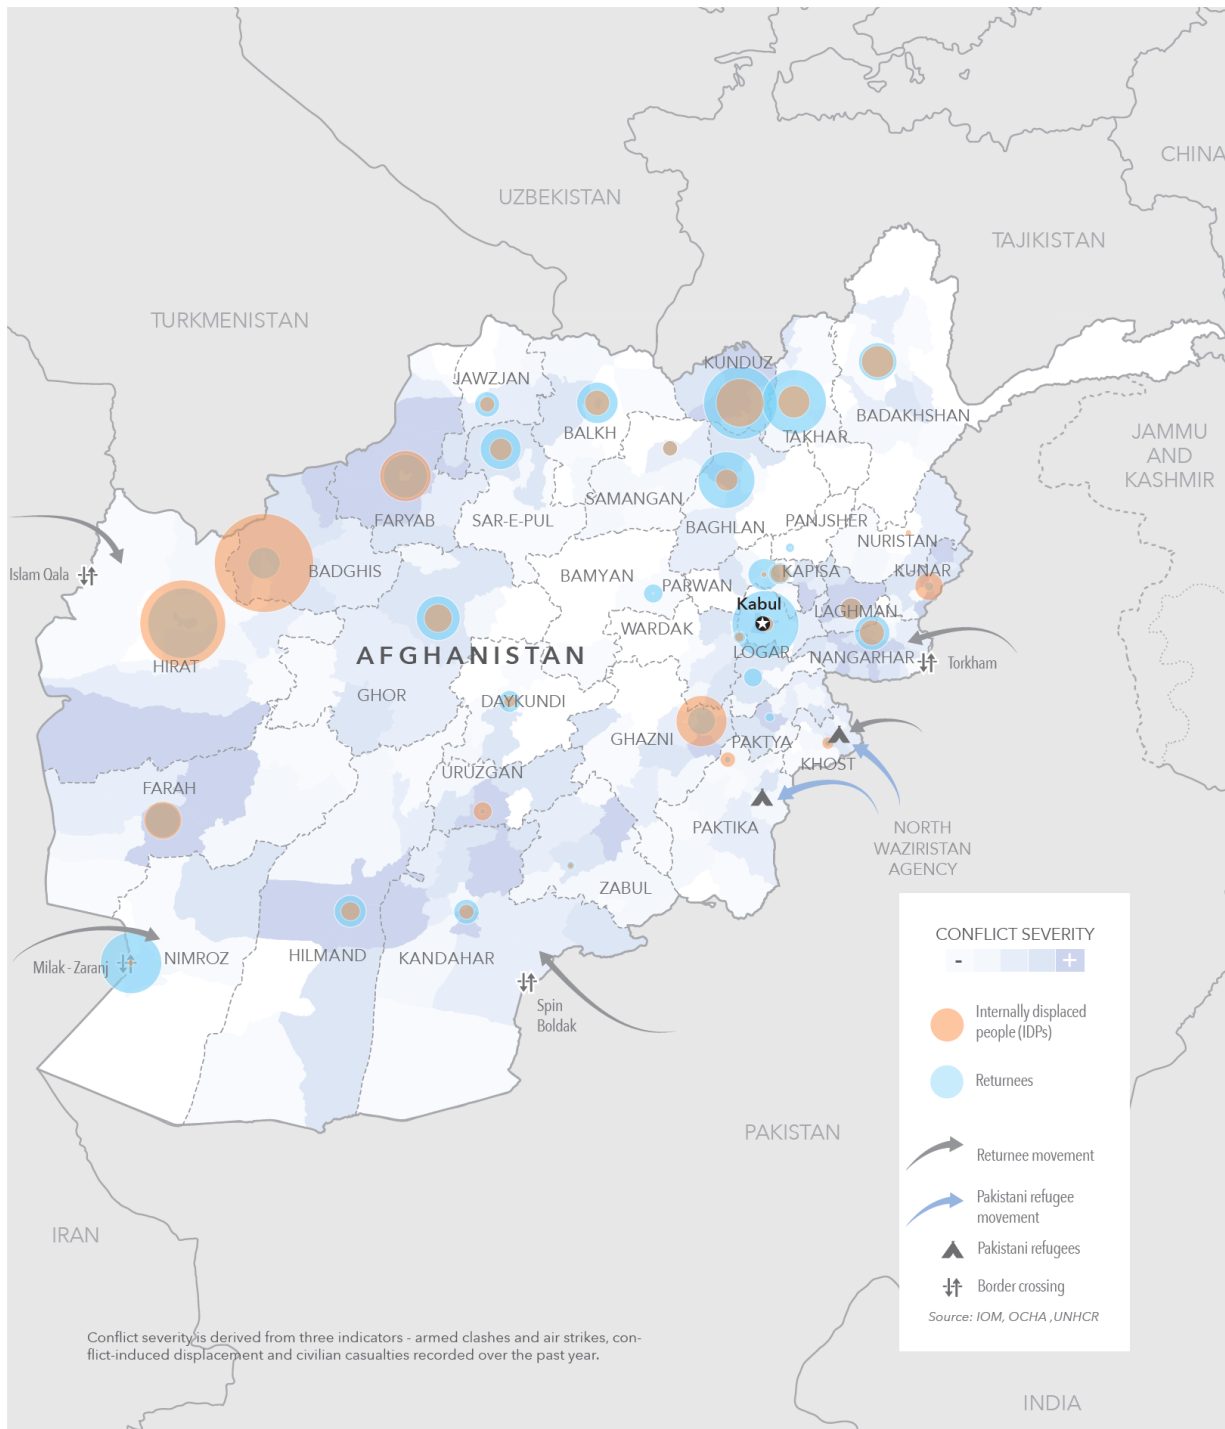 CHINA
UZBEKISTAN
TAJIKISTAN
TURKMENISTAN
KUNDUZ
JAWZJAN
BADAKHSHAN
BALKH
TAKHAR
JAMMU
AND
KASHMIR
SAMANGAN
FARYAB
SAR-E-PUL
BAGHLAN
PANJSHER
NURISTAN
Islam Qala
BADGHIS
BAMYAN
PARWAN
KAPISA
KUNAR
Kabul
LAGHMAN
WARDAK
HIRAT
AFGHANISTAN
LOGAR
NANGARHAR
Torkham
GHOR
DAYKUNDI
GHAZNI
PAKTYA
KHOST
URUZGAN
FARAH
PAKTIKA
NORTH
WAZIRISTAN
AGENCY
ZABUL
Milak - Zaranj
NIMROZ
HILMAND
KANDAHAR
Spin
Boldak
CONFLICT SEVERITY
- +
Internally displaced
people (IDPs)
Returnees
Returnee movement
Pakistani refugee
movement
Pakistani refugees
Border crossing
Source: IOM, OCHA ,UNHCR
PAKISTAN
IRAN
INDIA
Conflict severity is derived from three indicators - armed clashes and air strikes, con-
flict-induced displacement and civilian casualties recorded over the past year.